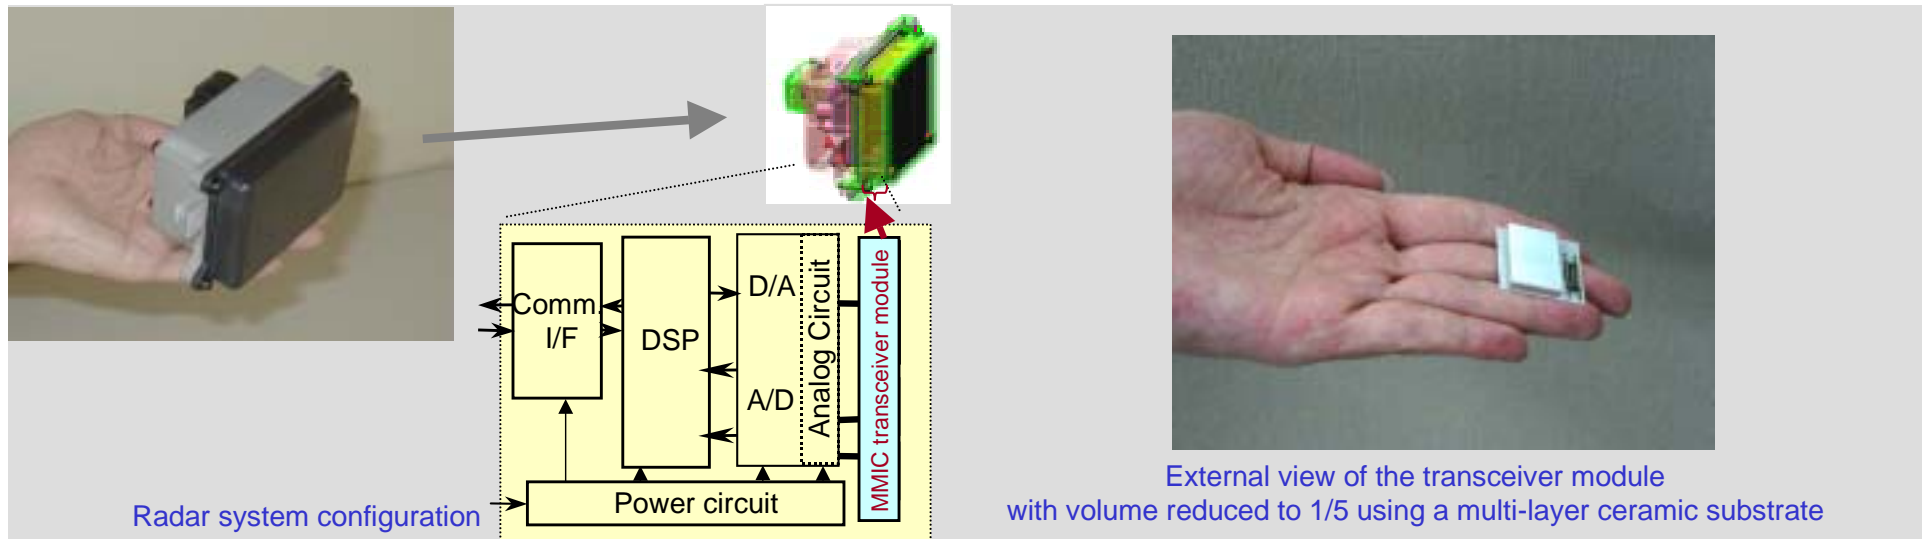 Comm.
I/F
DSP
D/A
A/D
Analog Circuit
MMIC transceiver module
Power circuit
Radar system configuration
External view of the transceiver module
with volume reduced to 1/5 using a multi-layer ceramic substrate